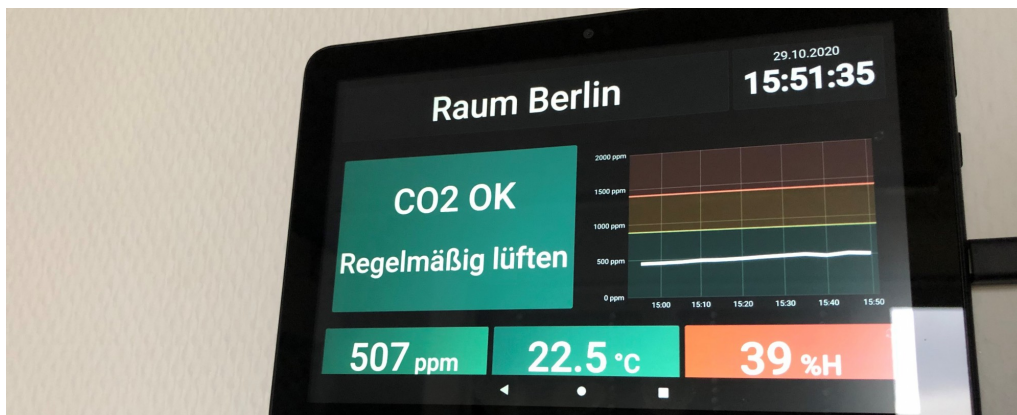 Raum Berlin
29.10.2020
15:51:35
CO2 OK
Regelmäßig lüften
2000 ppm
1500 ppm
1000 ppm
500 ppm
0 ppm
15:00 15:10 15:20 15:30 15:40 15:50
507 ppm
22.5 °C
39 %H